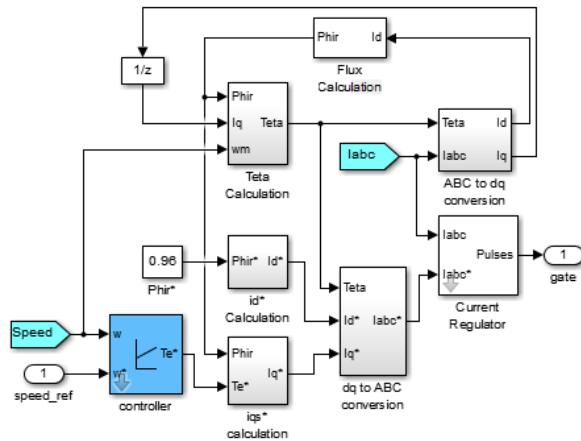 Phir Id
Flux
Calculation
1/z
Phir
Iq Teta
wm
Teta
Calculation
Teta Id
Iabc Iq
ABC to dq
conversion
Iabc
0.96
Phir*
Phir* Id*
id*
Calculation
Teta
Id* Iabc*
Iq*
dq to ABC
conversion
Iabc
Pulses
Iabc*
Current
Regulator
1
gate
Speed
1
speed_ref
w
Te*
w*
controller
Phir
Iq*
Te*
iqs*
calculation